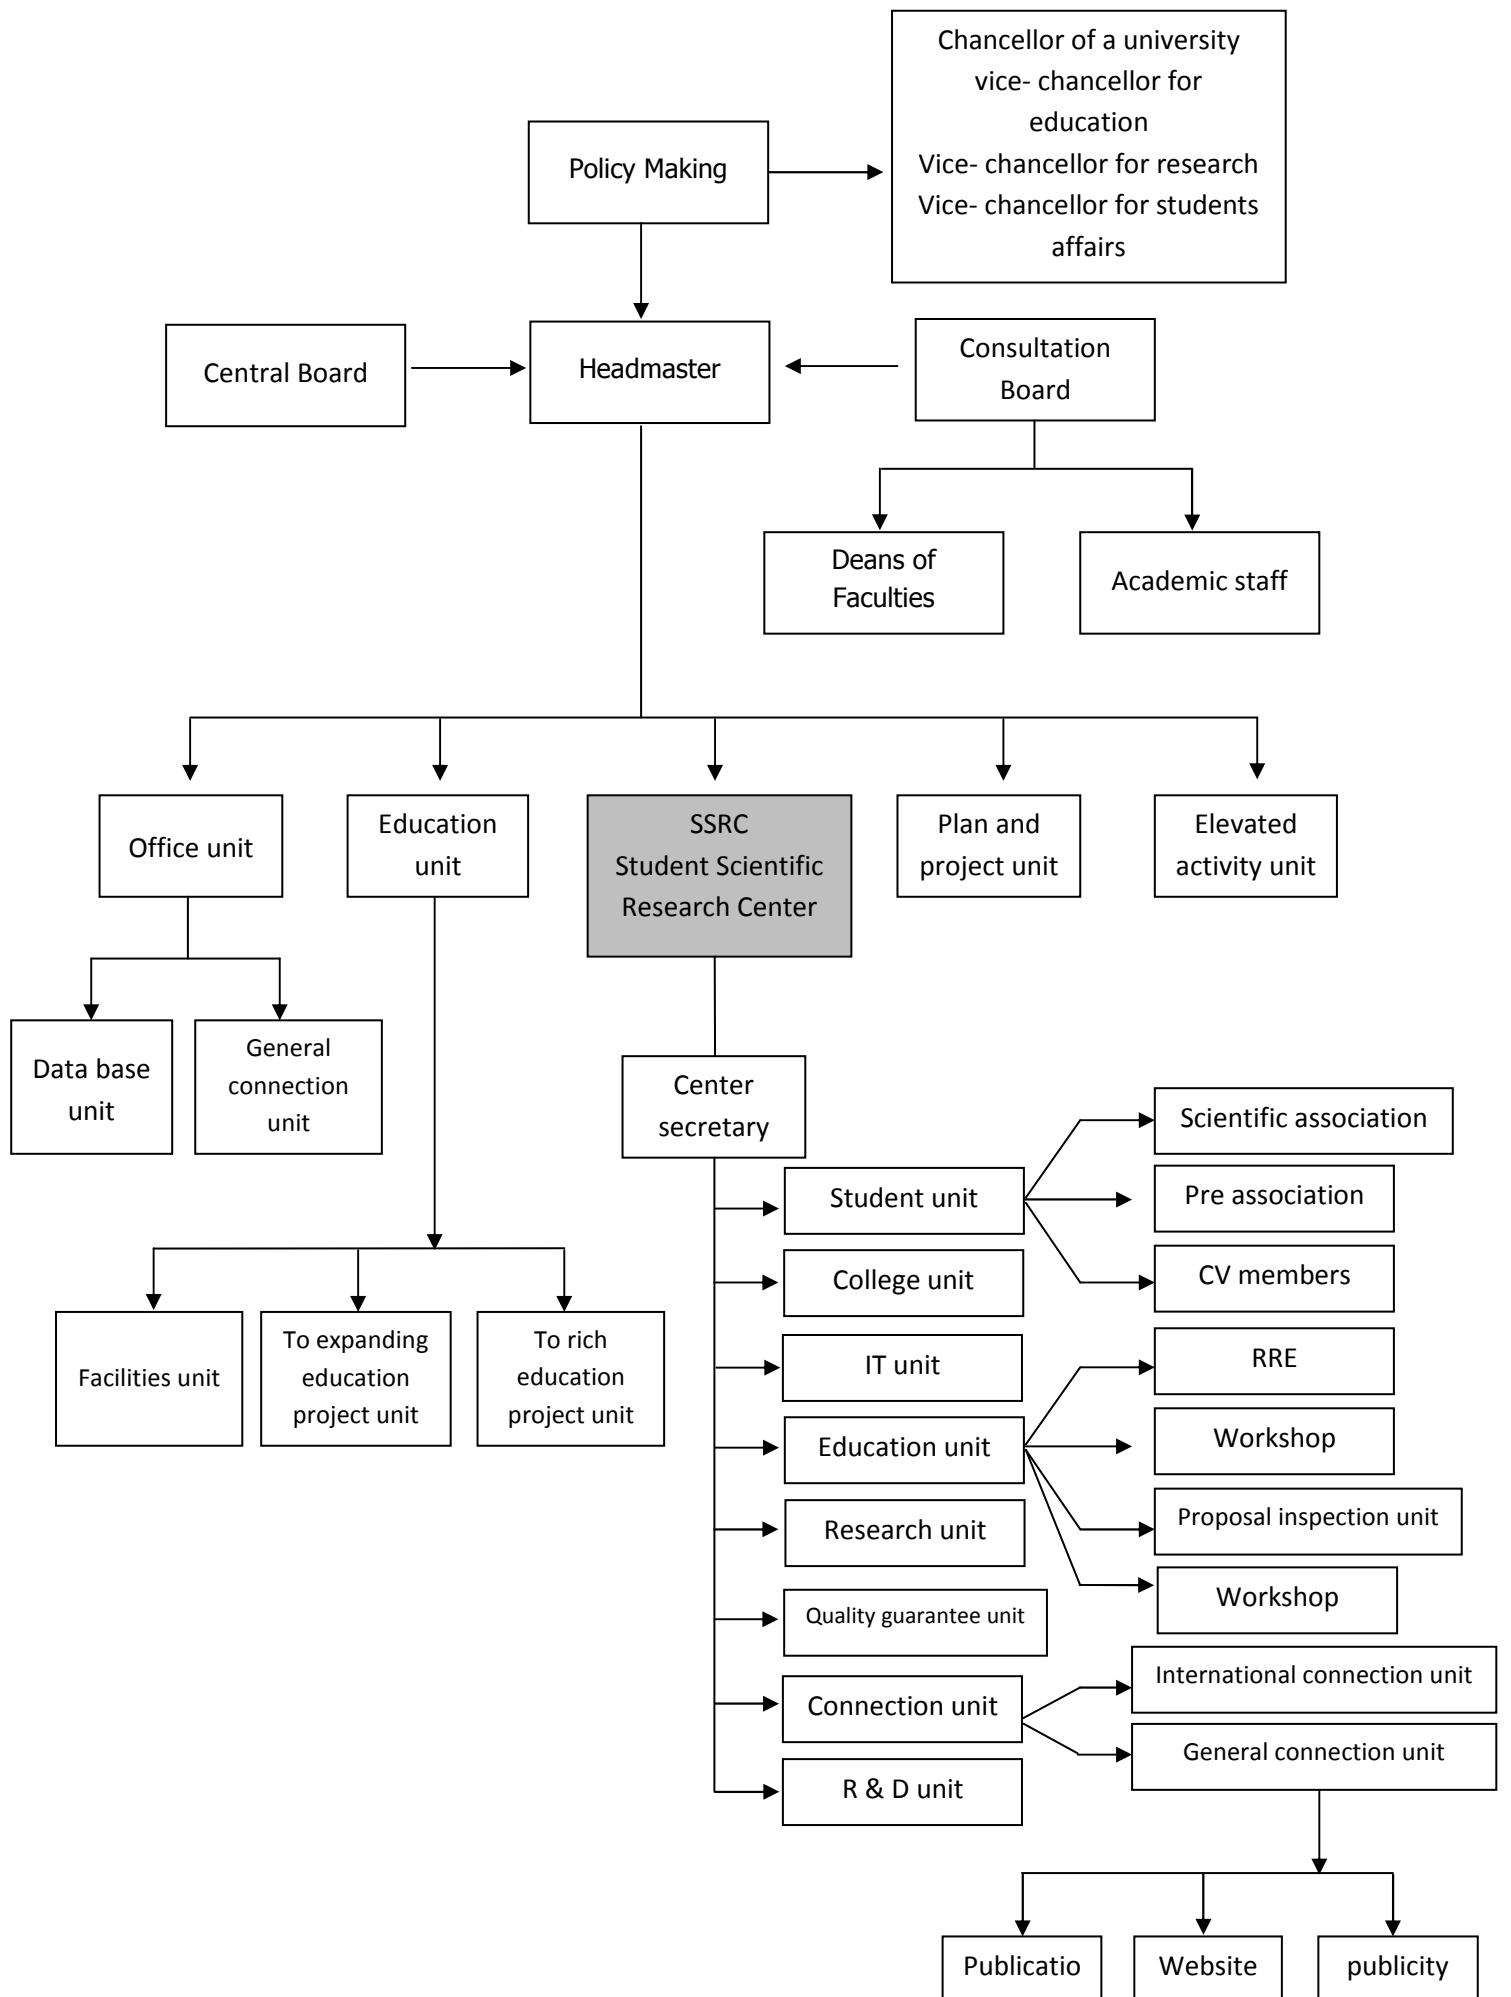 Chancellor of a university
vice- chancellor for
education
Vice- chancellor for research
Vice- chancellor for students
affairs
Policy Making
Central Board
Headmaster
Consultation
Board
Deans of
Faculties
Academic staff
Office unit
Education
unit
SSRC
Student Scientific
Research Center
Plan and
project unit
Elevated
activity unit
Data base
unit
General
connection
unit
Center
secretary
Scientific association
Student unit
Pre association
College unit
CV members
Facilities unit
To expanding
education
project unit
To rich
education
project unit
IT unit
RRE
Education unit
Workshop
Research unit
Proposal inspection unit
Quality guarantee unit
Workshop
Connection unit
International connection unit
General connection unit
R & D unit
Publicatio
Website
publicity